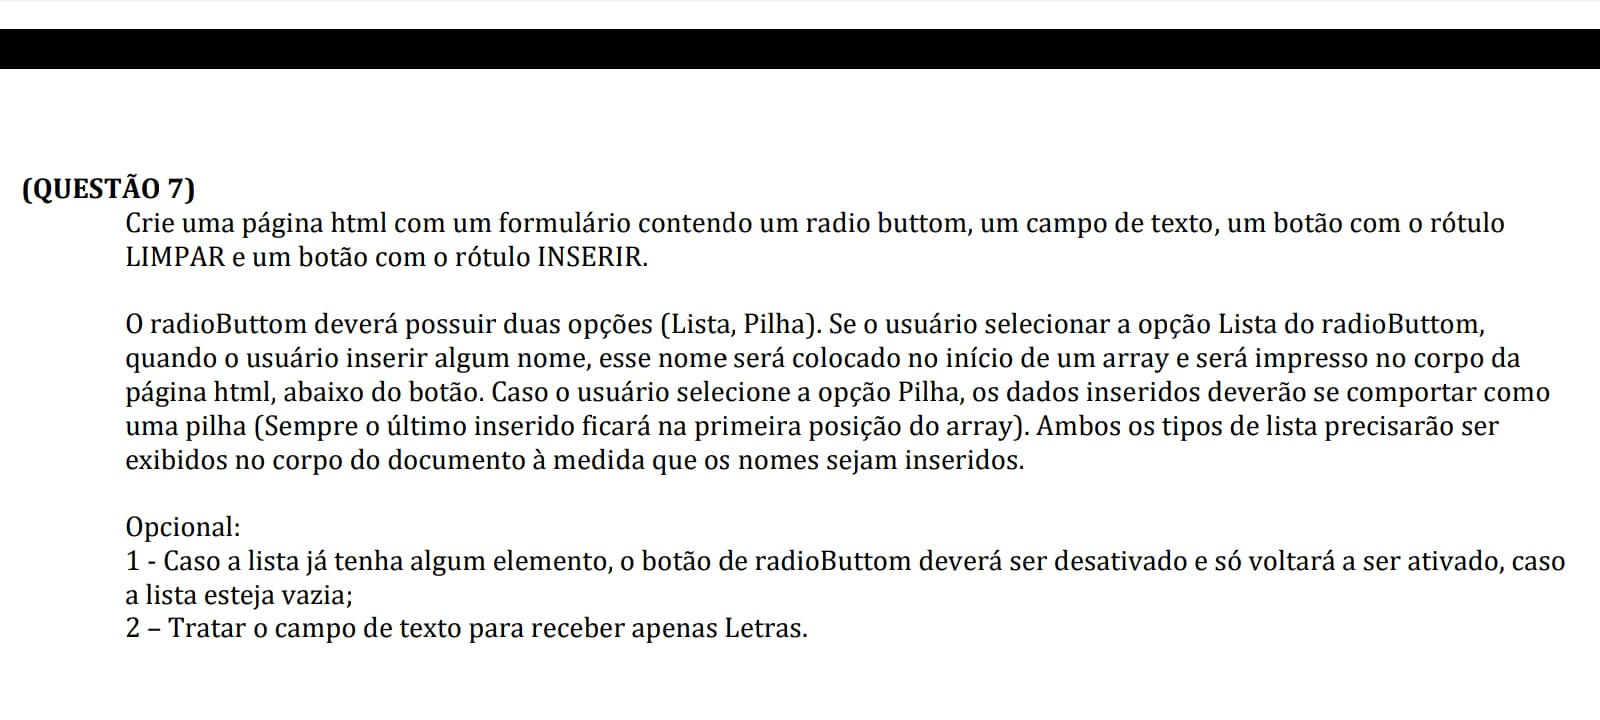 (QUESTÃO 7)
Crie uma página html com um formulário contendo um radio buttom, um campo de texto, um botão com o rótulo
LIMPAR e um botão com o rótulo INSERIR.
O radioButtom deverá possuir duas opções (Lista, Pilha). Se o usuário selecionar a opção Lista do radioButtom,
quando o usuário inserir algum nome, esse nome será colocado no início de um array e será impresso no corpo da
página html, abaixo do botão. Caso o usuário selecione a opção Pilha, os dados inseridos deverão se comportar como
uma pilha (Sempre o último inserido ficará na primeira posição do array). Ambos os tipos de lista precisarão ser
exibidos no corpo do documento à medida que os nomes sejam inseridos.
Opcional:
1 - Caso a lista já tenha algum elemento, o botão de radioButtom deverá ser desativado e só voltará a ser ativado, caso
a lista esteja vazia;
2 – Tratar o campo de texto para receber apenas Letras.